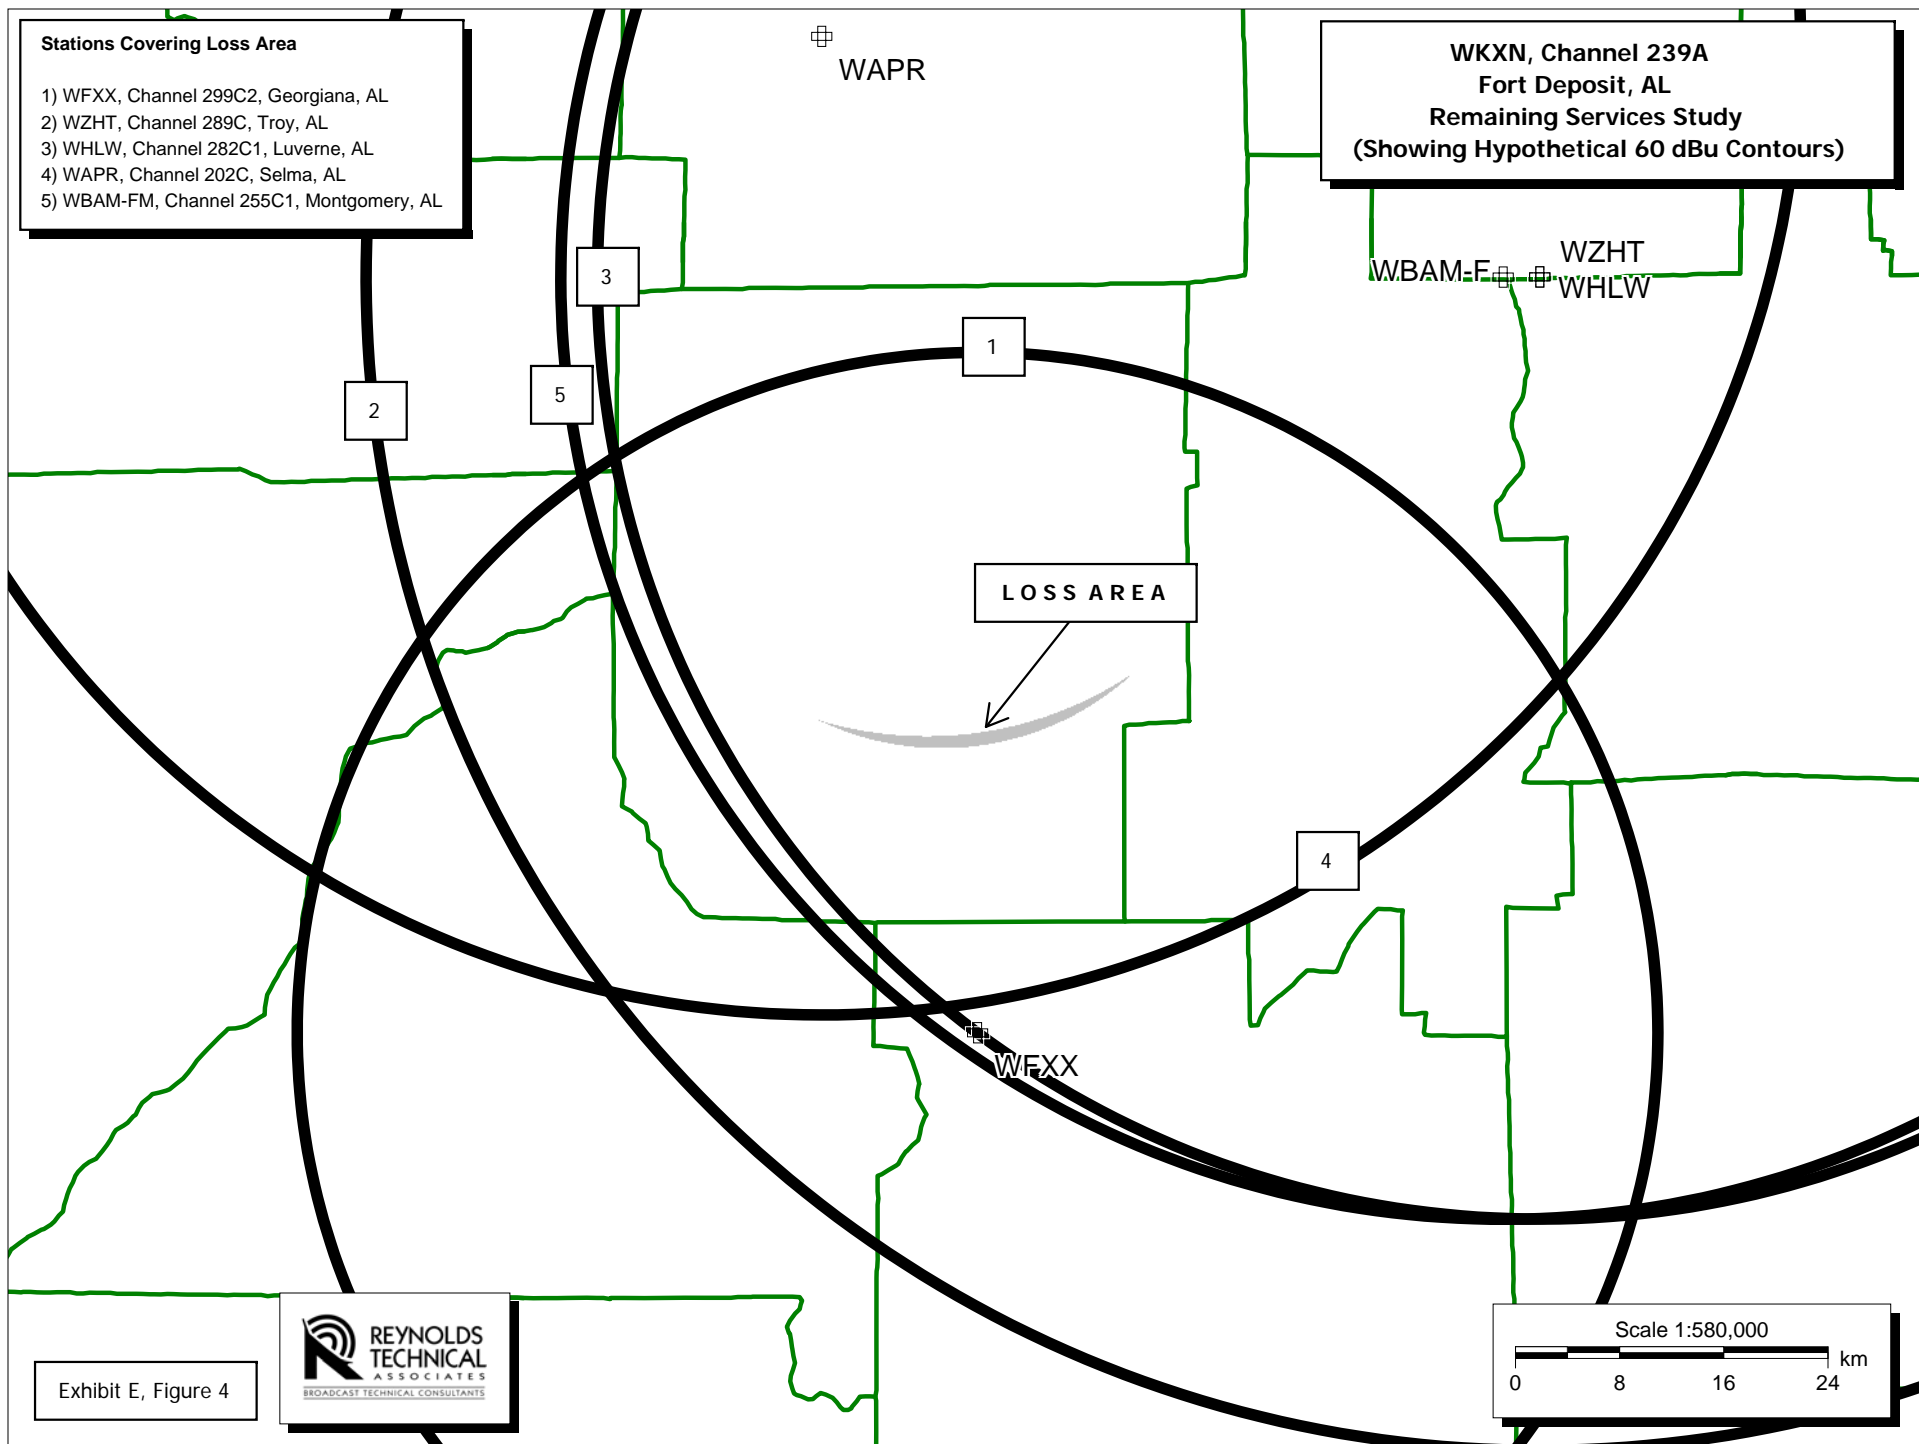 Stations Covering Loss Area
1) WFXX, Channel 299C2, Georgiana, AL
2) WZHT, Channel 289C, Troy, AL
3) WHLW, Channel 282C1, Luverne, AL
4) WAPR, Channel 202C, Selma, AL
5) WBAM-FM, Channel 255C1, Montgomery, AL
WAPR
WKXN, Channel 239A
Fort Deposit, AL
Remaining Services Study
(Showing Hypothetical 60 dBu Contours)
WBAM-F
WZHT
WHLW
3
1
5
2
LOSS AREA
4
WFXX
Exhibit E, Figure 4
REYNOLDS
TECHNICAL
ASSOCIATES
BROADCAST TECHNICAL CONSULTANTS
Scale 1:580,000
km
0 8 16 24